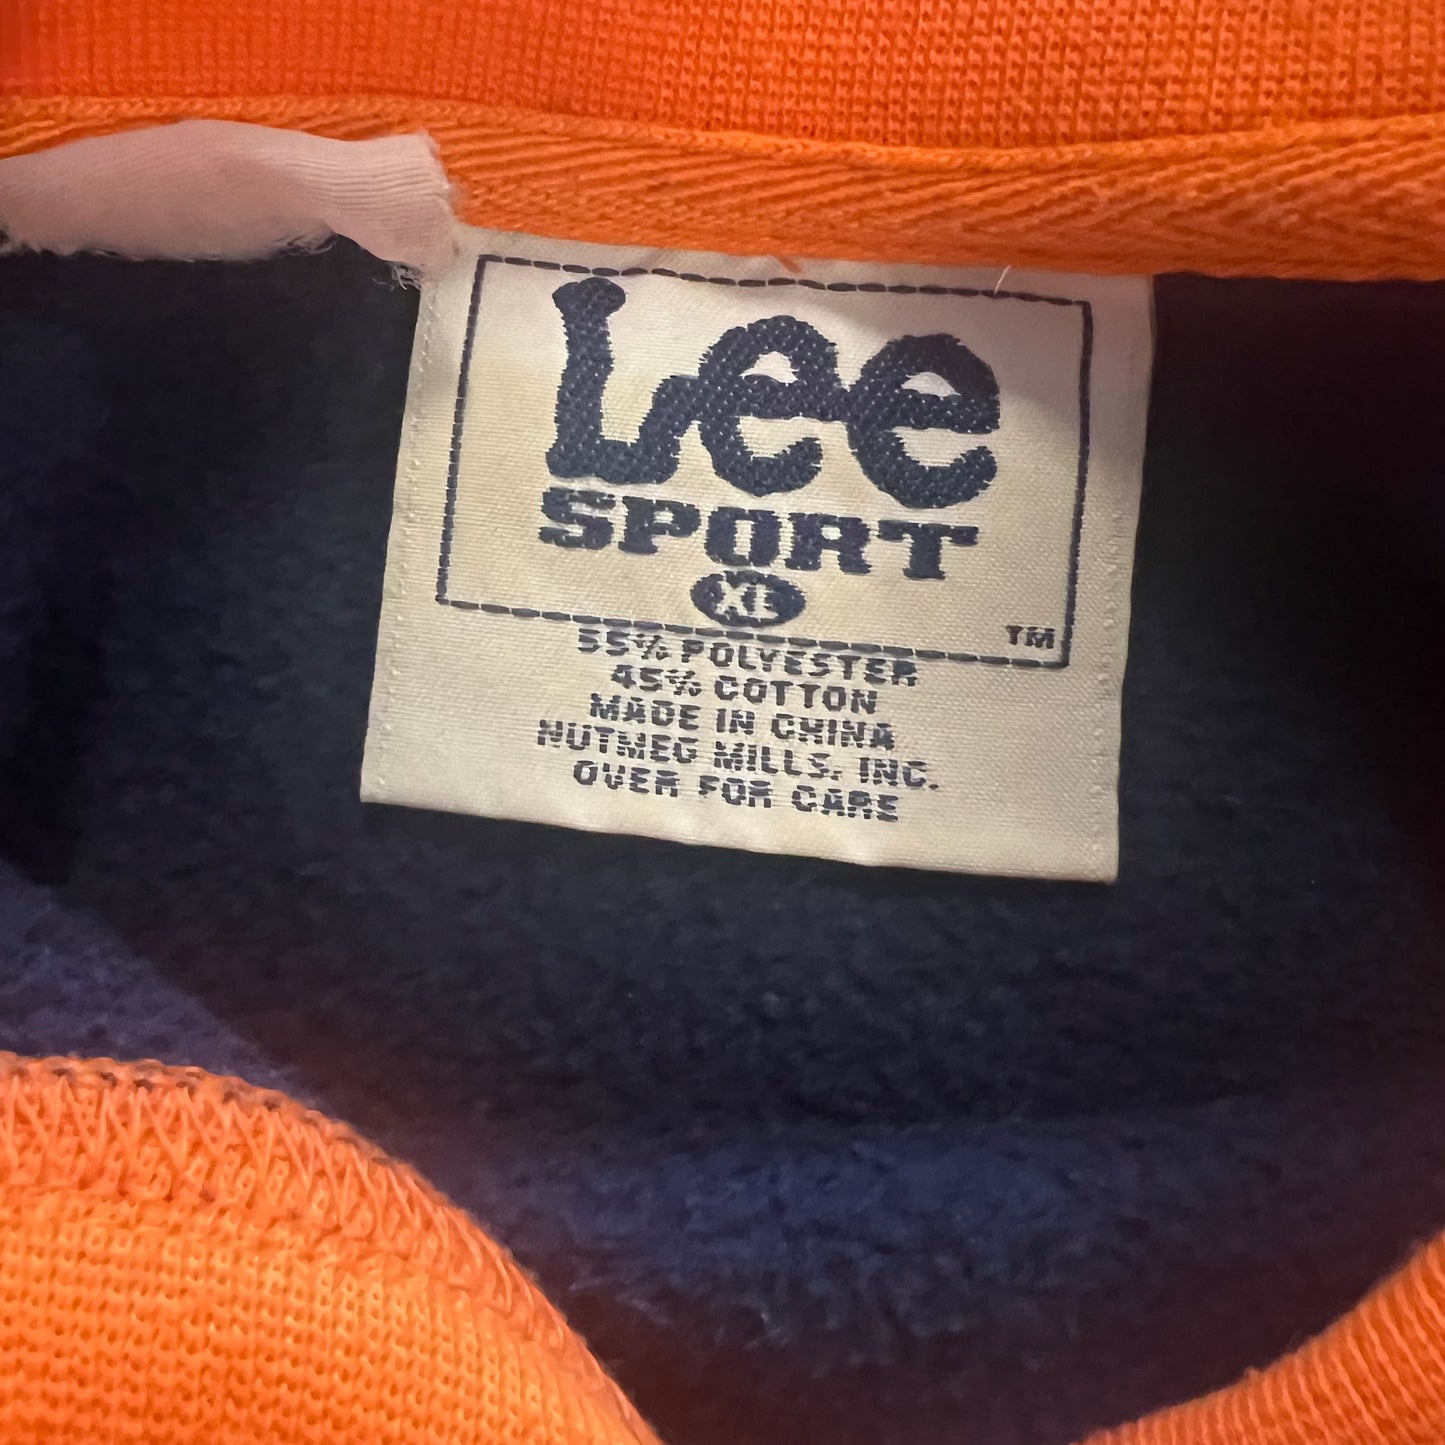 Lee
SPORT
XL
TM
55% POLYESTER
45% COTTON
MADE IN CHINA
NUTMEG MILLS, INC.
OVER FOR CARE